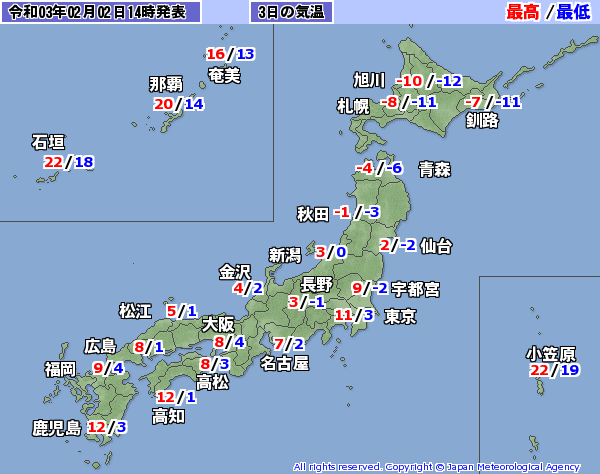 令和03年02月02日14時発表
3日の気温
最高/最低
16/13
奄美
那覇
20/14
石垣
22/18
旭川
-10/-12
札幌
-8/-11
-7/-11
釧路
-4/-6
青森
秋田
-1/-3
2/-2
仙台
新潟
3/0
金沢
4/2
長野
3/-1
9/-2
宇都宮
11/3
東京
松江
5/1
大阪
8/4
7/2
名古屋
広島
8/1
8/3
高松
福岡
9/4
12/1
高知
鹿児島
12/3
小笠原
22/19
All rights reserved. Copyright © Japan Meteorological Agency